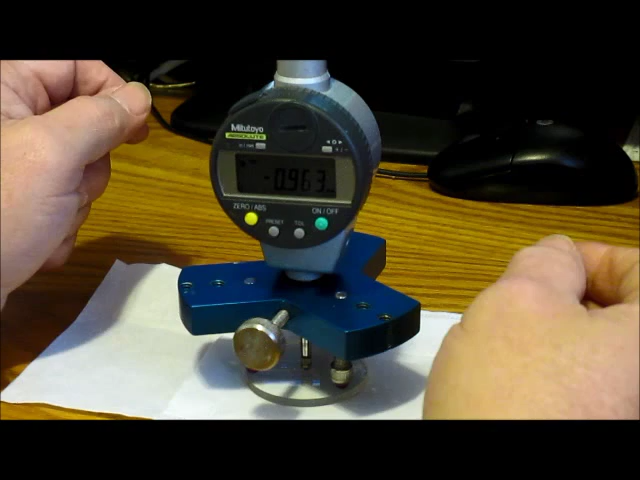 Mitutoyo
ABSOLUTE
-0.963
ZERO / ABS
ON / OFF
PRESET
TOL